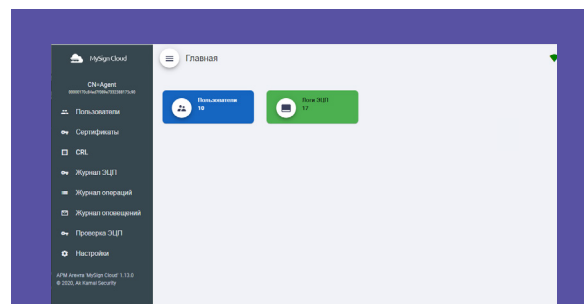 MySign Cloud
Главная
CN=Agent
Пользователи
10
Логи ЭЦП
17
Пользователи
Сертификаты
CRL
Журнал ЭЦП
Журнал операций
Журнал оповещений
Проверка ЭЦП
Настройки
АРМ Агента 'MySign Cloud' 1.13.0
© 2020, Ak Kamal Security